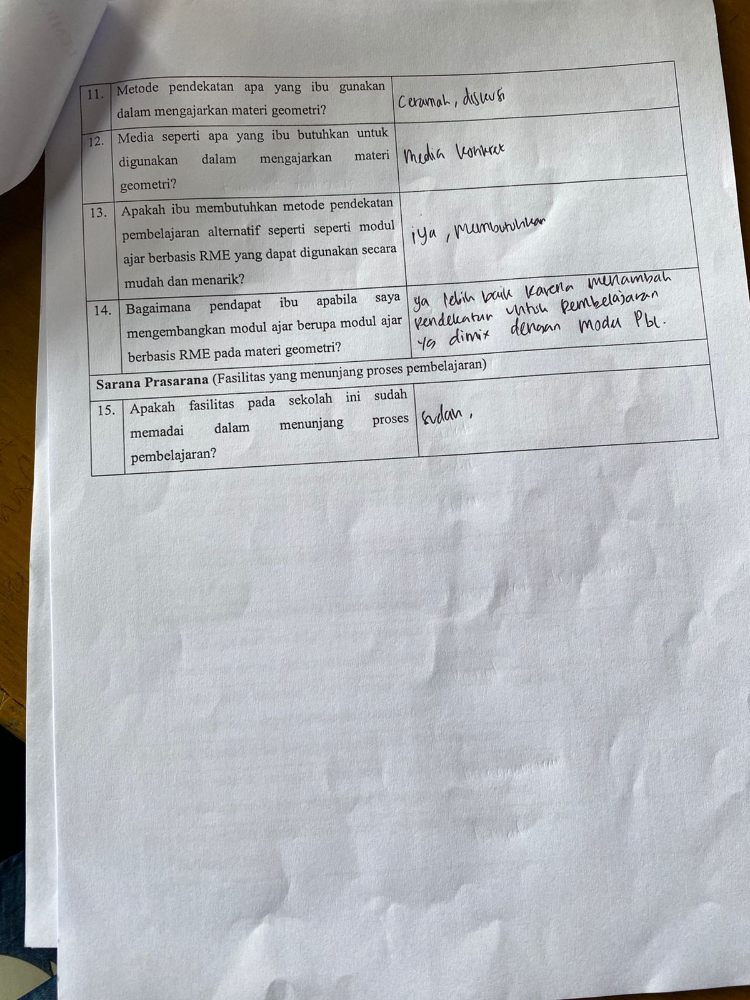 11. Metode pendekatan apa yang ibu gunakan
dalam mengajarkan materi geometri?
Ceramah, diskusi
12. Media seperti apa yang ibu butuhkan untuk
digunakan dalam mengajarkan materi
geometri?
Media konkret
13. Apakah ibu membutuhkan metode pendekatan
pembelajaran alternatif seperti seperti modul
ajar berbasis RME yang dapat digunakan secara
mudah dan menarik?
iya, Membutuhkan
14. Bagaimana pendapat ibu apabila saya
mengembangkan modul ajar berupa modul ajar
berbasis RME pada materi geometri?
ya lebih baik karena menambah
pendekatan untuk pembelajaran
yg dimix dengan modu PbL.
Sarana Prasarana (Fasilitas yang menunjang proses pembelajaran)
15. Apakah fasilitas pada sekolah ini sudah
memadai dalam menunjang proses
pembelajaran?
sudah,